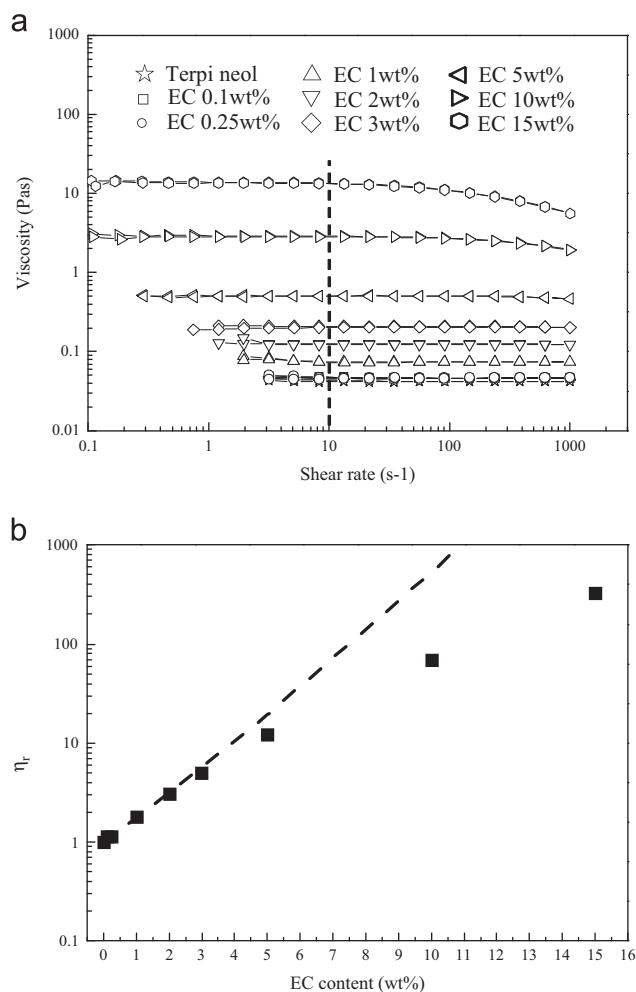 a
1000
100
10
1
0.1
0.01
Viscosity (Pas)
Terpi neol
EC 1wt%
EC 5wt%
EC 0.1wt%
EC 2wt%
EC 10wt%
EC 0.25wt%
EC 3wt%
EC 15wt%
0.1 1 10 100 1000
Shear rate (s-1)
b
1000
100
10
1
0.1
ηr
0 1 2 3 4 5 6 7 8 9 10 11 12 13 14 15 16
EC content (wt%)